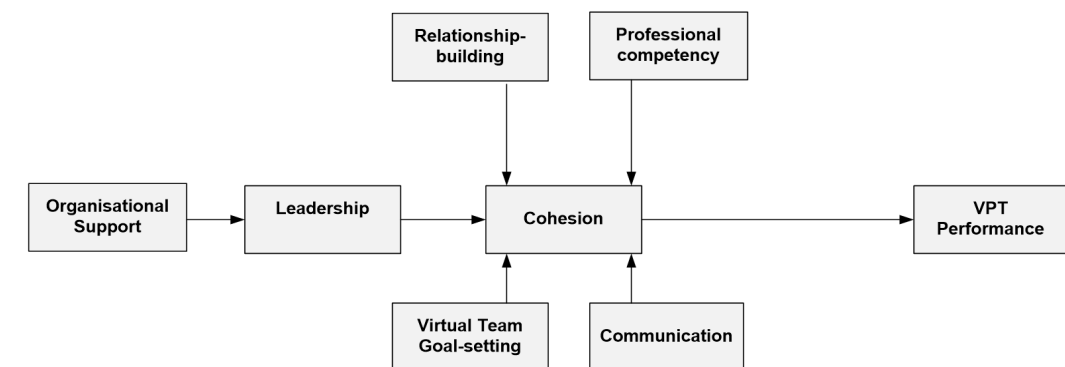 Relationship-
building
Professional
competency
Organisational
Support
Leadership
Cohesion
VPT
Performance
Virtual Team
Goal-setting
Communication